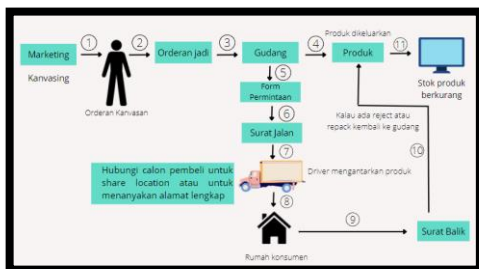 Produk dikeluarkan
Marketing
1
2
Orderan jadi
3
Gudang
4
Produk
11
Kanvasing
Orderan Kanvasan
5
Form
Permintaan
Stok produk
berkurang
6
Kalau ada reject atau
repack kembali ke gudang
Surat Jalan
7
10
Hubungi calon pembeli untuk
share location atau untuk
menanyakan alamat lengkap
Driver mengantarkan produk
8
9
Surat Balik
Rumah konsumen